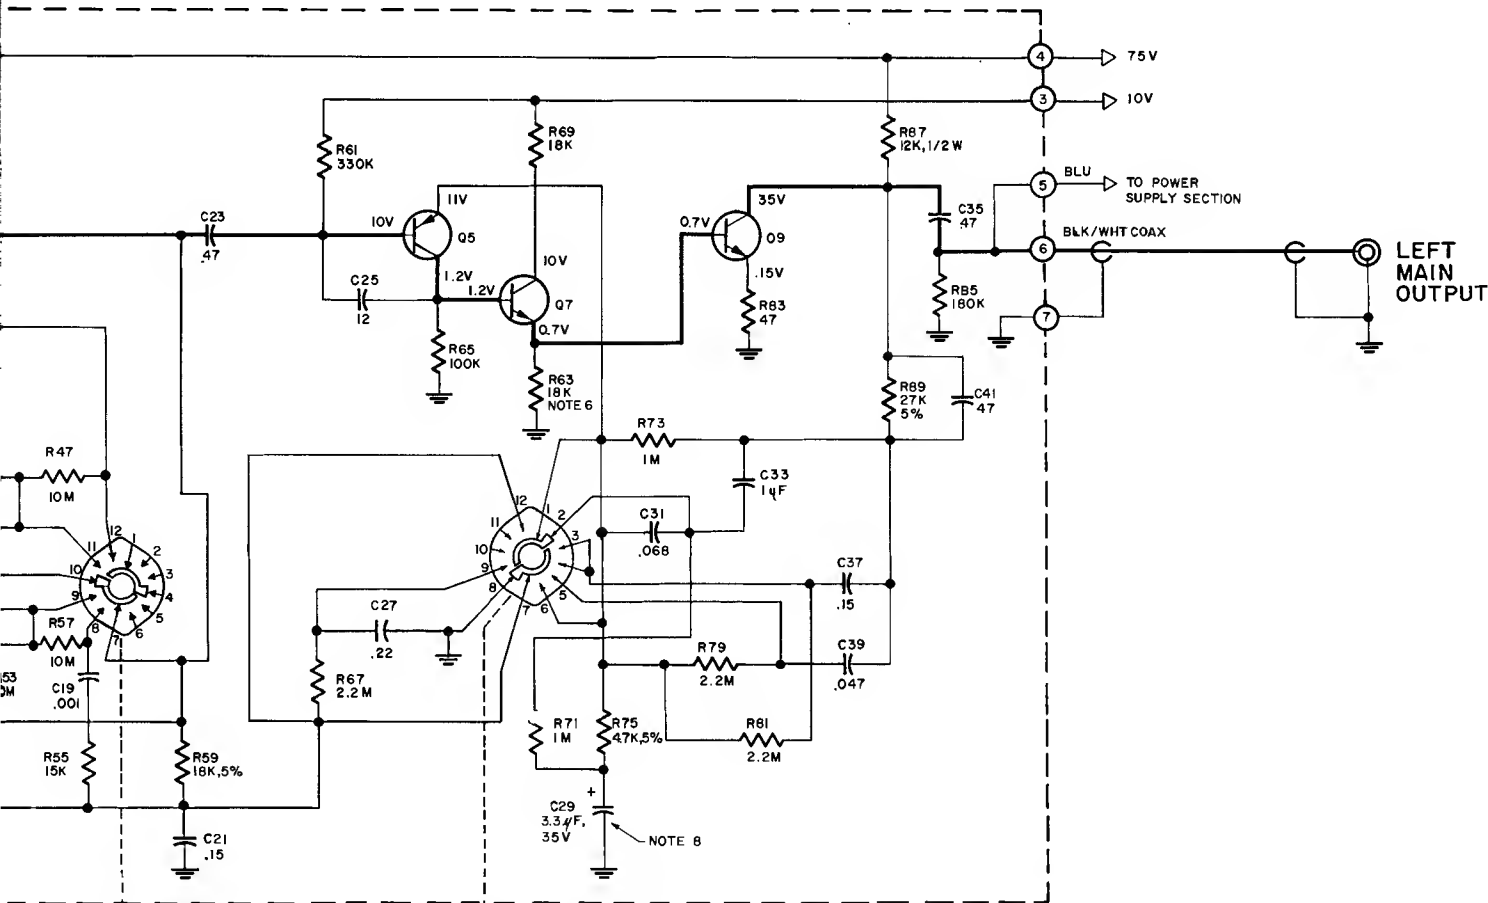 4
75V
3
10V
R61
330K
R69
18K
R87
12K,1/2W
5
BLU
TO POWER
SUPPLY SECTION
C23
.47
10V
11V
Q5
0.7V
35V
Q9
C35
.47
6
BLK/WHT COAX
LEFT
MAIN
OUTPUT
C25
12
1.2V
1.2V
10V
Q7
0.7V
.15V
R83
47
R85
180K
7
R65
100K
R63
18K
NOTE 6
R89
27K
5%
C41
47
R47
10M
R73
1M
C33
1μF
C31
.068
12
1
2
3
4
5
6
7
8
9
10
11
12
1
2
3
5
6
7
8
9
10
11
C37
.15
R57
10M
C27
.22
R79
2.2M
C39
.047
C19
.001
R67
2.2M
R71
1M
R75
47K,5%
R81
2.2M
R55
15K
R59
18K,5%
+
C29
3.3μF,
35V
NOTE 8
C21
.15